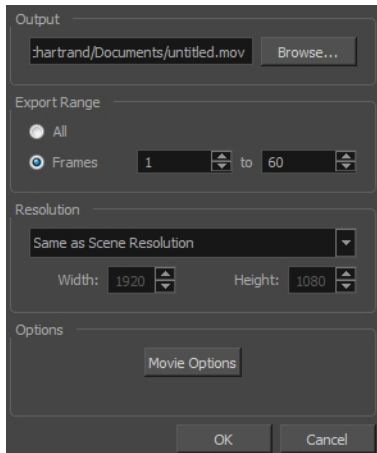 Output
:hartrand/Documents/untitled.mov Browse...
Export Range
All
Frames 1 to 60
Resolution
Same as Scene Resolution
Width: 1920 Height: 1080
Options
Movie Options
OK Cancel